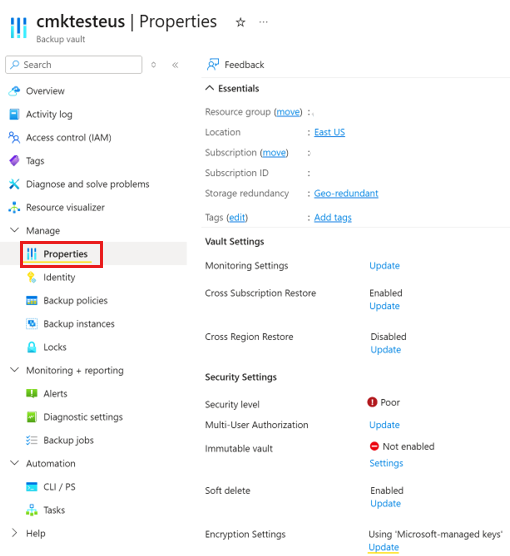 cmktesteus | Properties
Backup vault
Search
Overview
Activity log
Access control (IAM)
Tags
Diagnose and solve problems
Resource visualizer
Manage
Properties
Identity
Backup policies
Backup instances
Locks
Monitoring + reporting
Alerts
Diagnostic settings
Backup jobs
Automation
CLI / PS
Tasks
Help
Feedback
Essentials
Resource group (move) : .
Location : East US
Subscription (move) :
Subscription ID :
Storage redundancy : Geo-redundant
Tags (edit) : Add tags
Vault Settings
Monitoring Settings Update
Cross Subscription Restore Enabled
Update
Cross Region Restore Disabled
Update
Security Settings
Security level Poor
Multi-User Authorization Update
Immutable vault Not enabled
Settings
Soft delete Enabled
Update
Encryption Settings Using 'Microsoft-managed keys'
Update